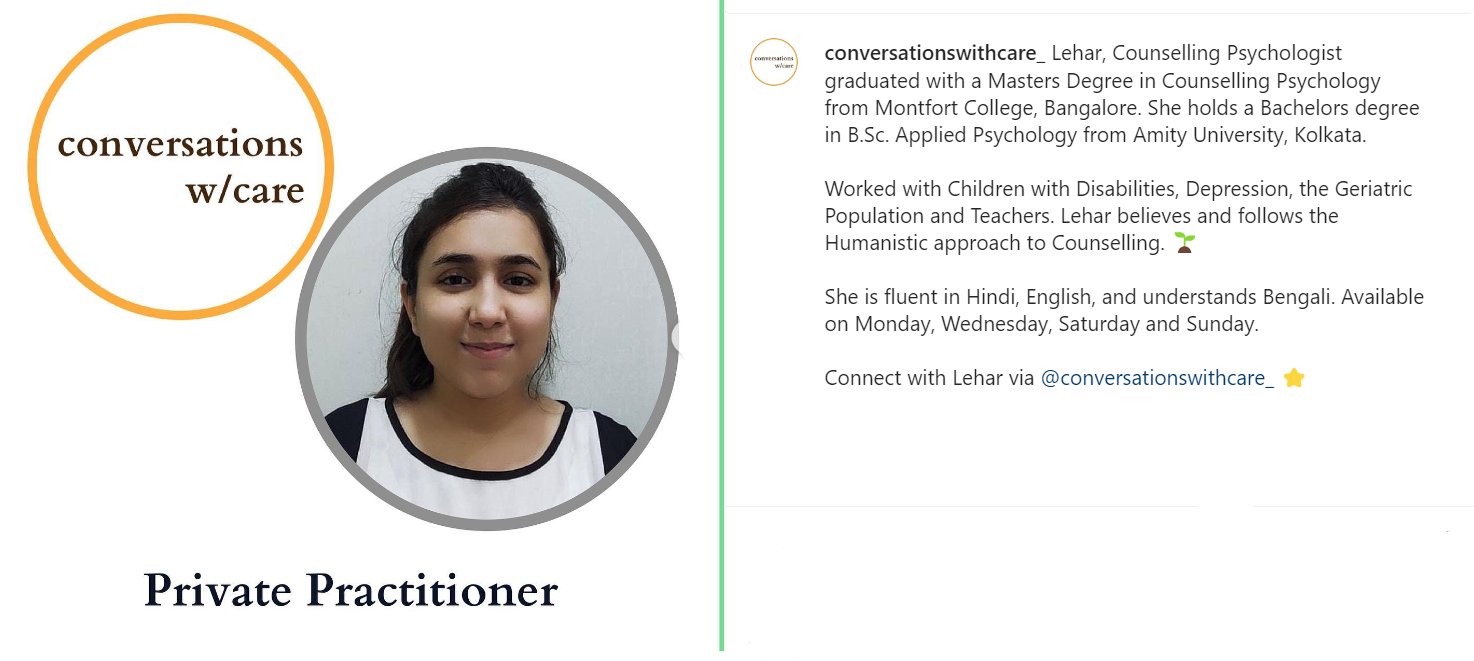 conversations
w/care
Private Practitioner
conversations
w/care
conversationswithcare_ Lehar, Counselling Psychologist
graduated with a Masters Degree in Counselling Psychology
from Montfort College, Bangalore. She holds a Bachelors degree
in B.Sc. Applied Psychology from Amity University, Kolkata.
Worked with Children with Disabilities, Depression, the Geriatric
Population and Teachers. Lehar believes and follows the
Humanistic approach to Counselling. 🌱
She is fluent in Hindi, English, and understands Bengali. Available
on Monday, Wednesday, Saturday and Sunday.
Connect with Lehar via @conversationswithcare_ ⭐